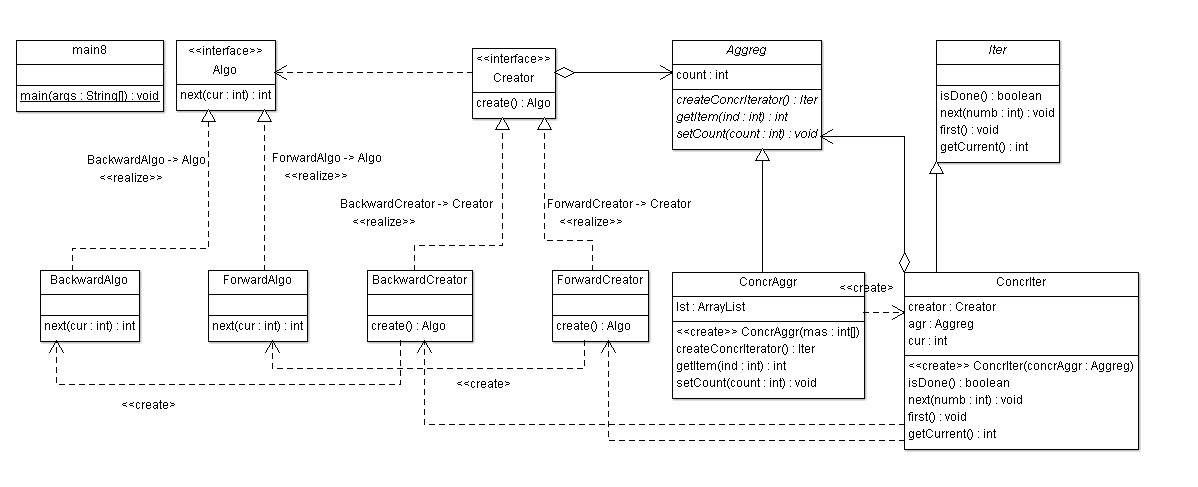 main8
main(args : String[]) : void
<<interface>>
Algo
next(cur : int) : int
<<interface>>
Creator
create() : Algo
Aggreg
count : int
createConcrIterator() : Iter
getItem(ind : int) : int
setCount(count : int) : void
Iter
isDone() : boolean
next(numb : int) : void
first() : void
getCurrent() : int
BackwardAlgo -> Algo
<<realize>>
ForwardAlgo -> Algo
<<realize>>
BackwardCreator -> Creator
<<realize>>
ForwardCreator -> Creator
<<realize>>
BackwardAlgo
next(cur : int) : int
ForwardAlgo
next(cur : int) : int
BackwardCreator
create() : Algo
ForwardCreator
create() : Algo
ConcrAggr
lst : ArrayList
<<create>> ConcrAggr(mas : int[])
createConcrIterator() : Iter
getItem(ind : int) : int
setCount(count : int) : void
<<create>
ConcrIter
creator : Creator
agr : Aggreg
cur : int
<<create>> ConcrIter(concrAggr : Aggreg)
isDone() : boolean
next(numb : int) : void
first() : void
getCurrent() : int
<<create>
<<create>